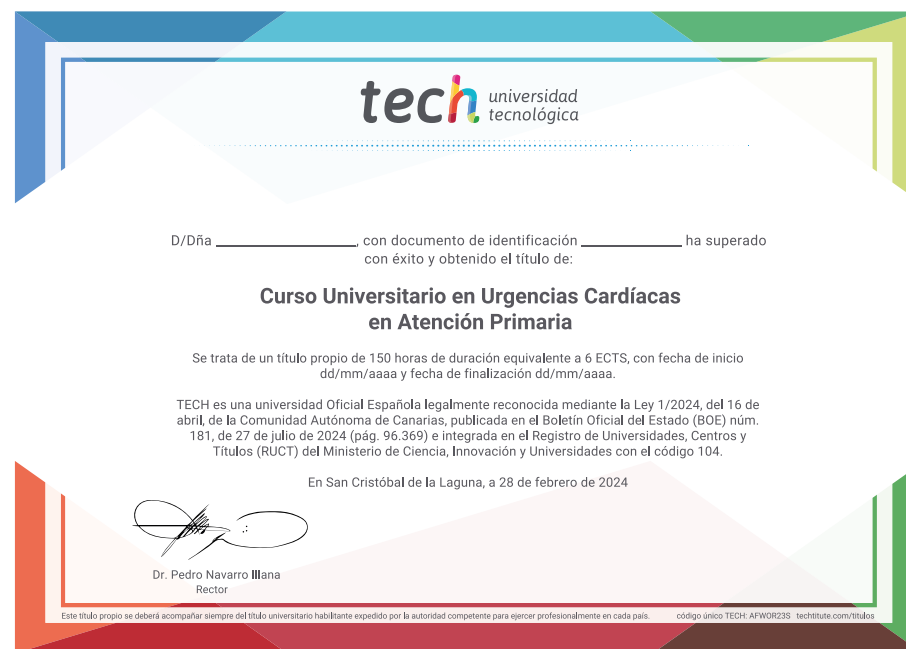 tech universidad
tecnológica
D/Dña ____________, con documento de identificación ____________ ha superado
con éxito y obtenido el título de:
Curso Universitario en Urgencias Cardíacas
en Atención Primaria
Se trata de un título propio de 150 horas de duración equivalente a 6 ECTS, con fecha de inicio
dd/mm/aaaa y fecha de finalización dd/mm/aaaa.
TECH es una universidad Oficial Española legalmente reconocida mediante la Ley 1/2024, del 16 de
abril, de la Comunidad Autónoma de Canarias, publicada en el Boletín Oficial del Estado (BOE) núm.
181, de 27 de julio de 2024 (pág. 96.369) e integrada en el Registro de Universidades, Centros y
Títulos (RUCT) del Ministerio de Ciencia, Innovación y Universidades con el código 104.
En San Cristóbal de la Laguna, a 28 de febrero de 2024
Dr. Pedro Navarro Illana
Rector
Este título propio se deberá acompañar siempre del título universitario habilitante expedido por la autoridad competente para ejercer profesionalmente en cada país. código único TECH: AFWOR23S techtitute.com/titulos